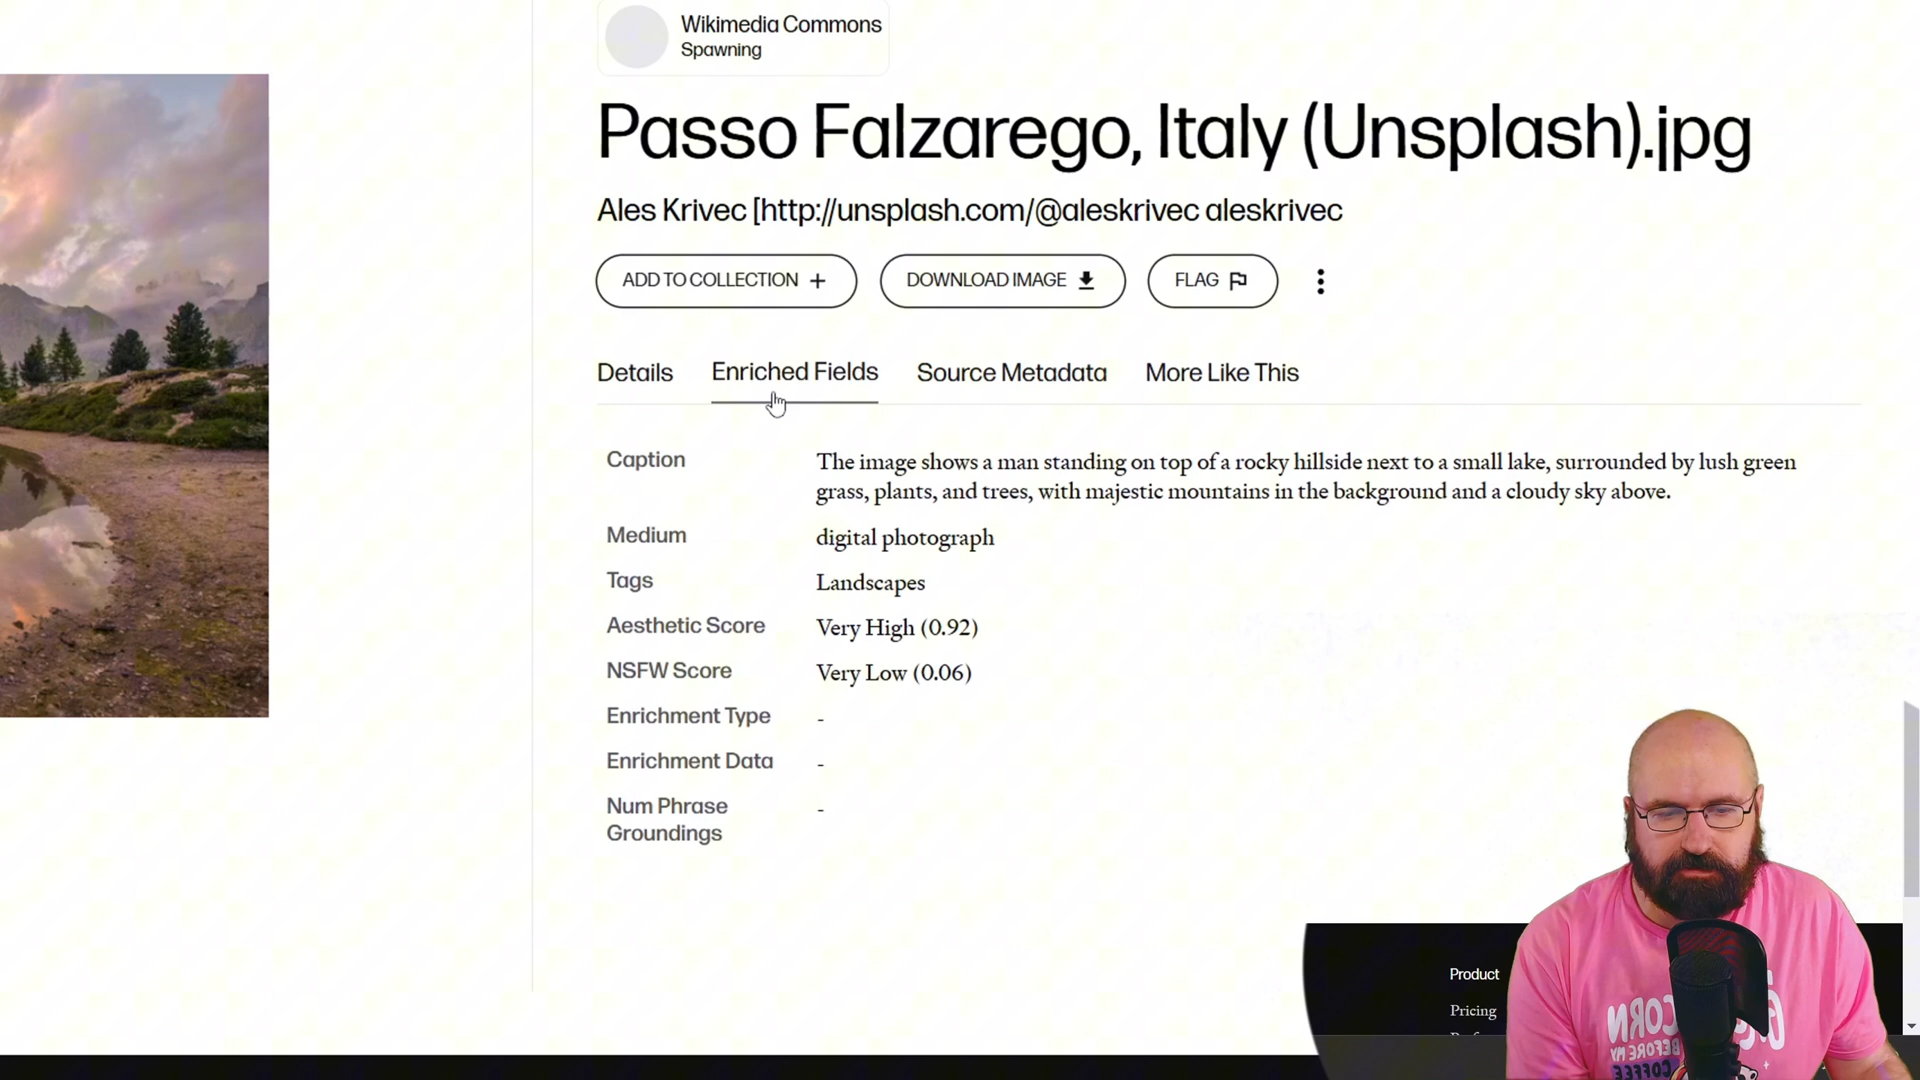 Wikimedia Commons
Spawning
Passo Falzarego, Italy (Unsplash).jpg
Ales Krivec [http://unsplash.com/@aleskrivec aleskrivec
ADD TO COLLECTION +
DOWNLOAD IMAGE
FLAG
Details
Enriched Fields
Source Metadata
More Like This
Caption
The image shows a man standing on top of a rocky hillside next to a small lake, surrounded by lush green
grass, plants, and trees, with majestic mountains in the background and a cloudy sky above.
Medium
digital photograph
Tags
Landscapes
Aesthetic Score
Very High (0.92)
NSFW Score
Very Low (0.06)
Enrichment Type
-
Enrichment Data
-
Num Phrase
Groundings
-
Product
Pricing
CORN
BEFORE MY
COFFEE